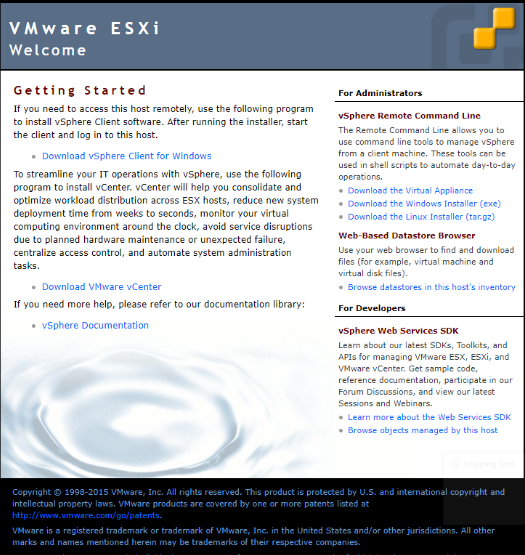 VMware ESXi
Welcome
Getting Started
If you need to access this host remotely, use the following program
to install vSphere Client software. After running the installer, start
the client and log in to this host.
Download vSphere Client for Windows
To streamline your IT operations with vSphere, use the following
program to install vCenter. vCenter will help you consolidate and
optimize workload distribution across ESX hosts, reduce new system
deployment time from weeks to seconds, monitor your virtual
computing environment around the clock, avoid service disruptions
due to planned hardware maintenance or unexpected failure,
centralize access control, and automate system administration
tasks.
Download VMware vCenter
If you need more help, please refer to our documentation library:
vSphere Documentation
For Administrators
vSphere Remote Command Line
The Remote Command Line allows you to
use command line tools to manage vSphere
from a client machine. These tools can be
used in shell scripts to automate day-to-day
operations.
Download the Virtual Appliance
Download the Windows Installer (exe)
Download the Linux Installer (tar.gz)
Web-Based Datastore Browser
Use your web browser to find and download
files (for example, virtual machine and
virtual disk files).
Browse datastores in this host's inventory
For Developers
vSphere Web Services SDK
Learn about our latest SDKs, Toolkits, and
APIs for managing VMware ESX, ESXi, and
VMware vCenter. Get sample code,
reference documentation, participate in our
Forum Discussions, and view our latest
Sessions and Webinars.
Learn more about the Web Services SDK
Browse objects managed by this host
Snipping Tool
Copyright © 1998-2015 VMware, Inc. All rights reserved. This product is protected by U.S. and international copyright and
intellectual property laws. VMware products are covered by one or more patents listed at
http://www.vmware.com/go/patents.
VMware is a registered trademark or trademark of VMware, Inc. in the United States and/or other jurisdictions. All other
marks and names mentioned herein may be trademarks of their respective companies.